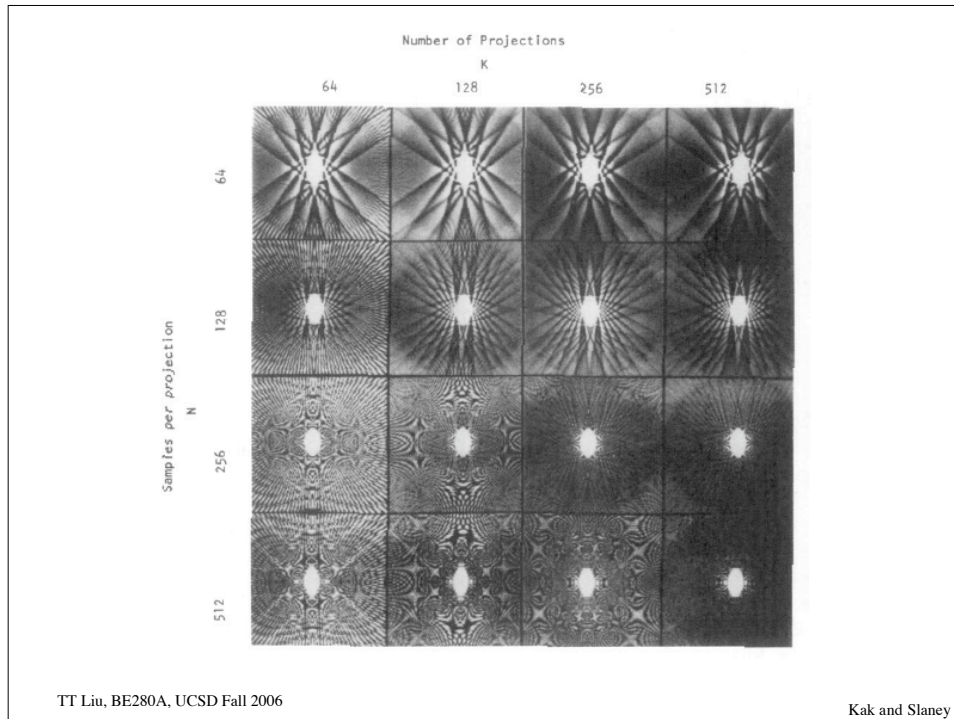 Number of Projections
K
64 128 256 512
64
128
256
512
Samples per projection
N
TT Liu, BE280A, UCSD Fall 2006
Kak and Slaney